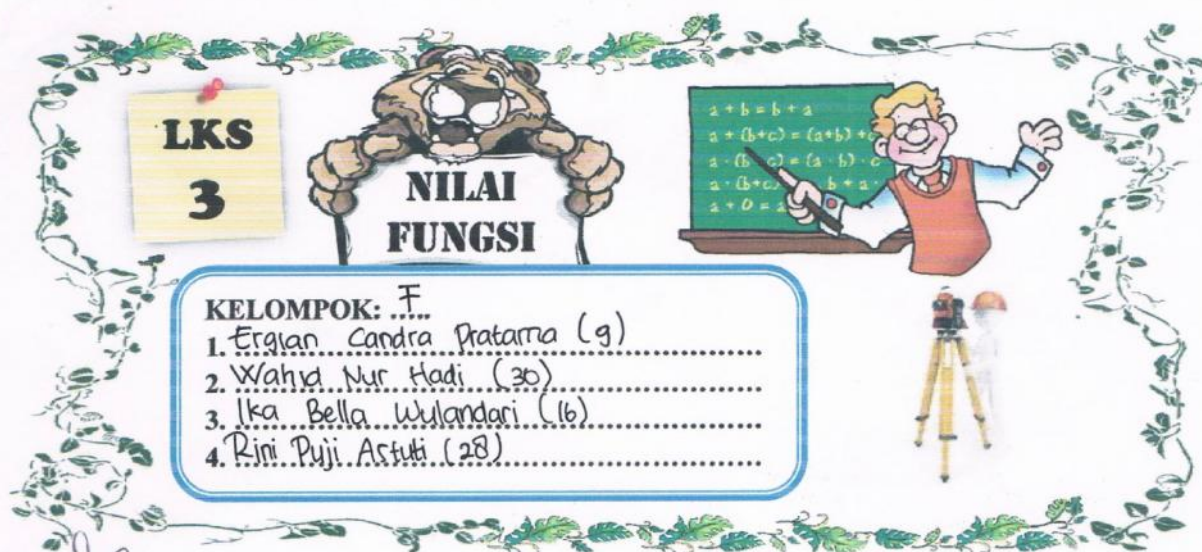 LKS
3
NILAI
FUNGSI
a + b = b + a
a + (b+c) = (a+b) +
a · (b · c) = (a · b) · c
a · (b+c) b + a ·
a + 0 =
KELOMPOK: F
1. Ergian Candra Pratama (9)
2. Wahid Nur Hadi (30)
3. Ika Bella Wulandari (16)
4. Rini Puji Astuti (28)